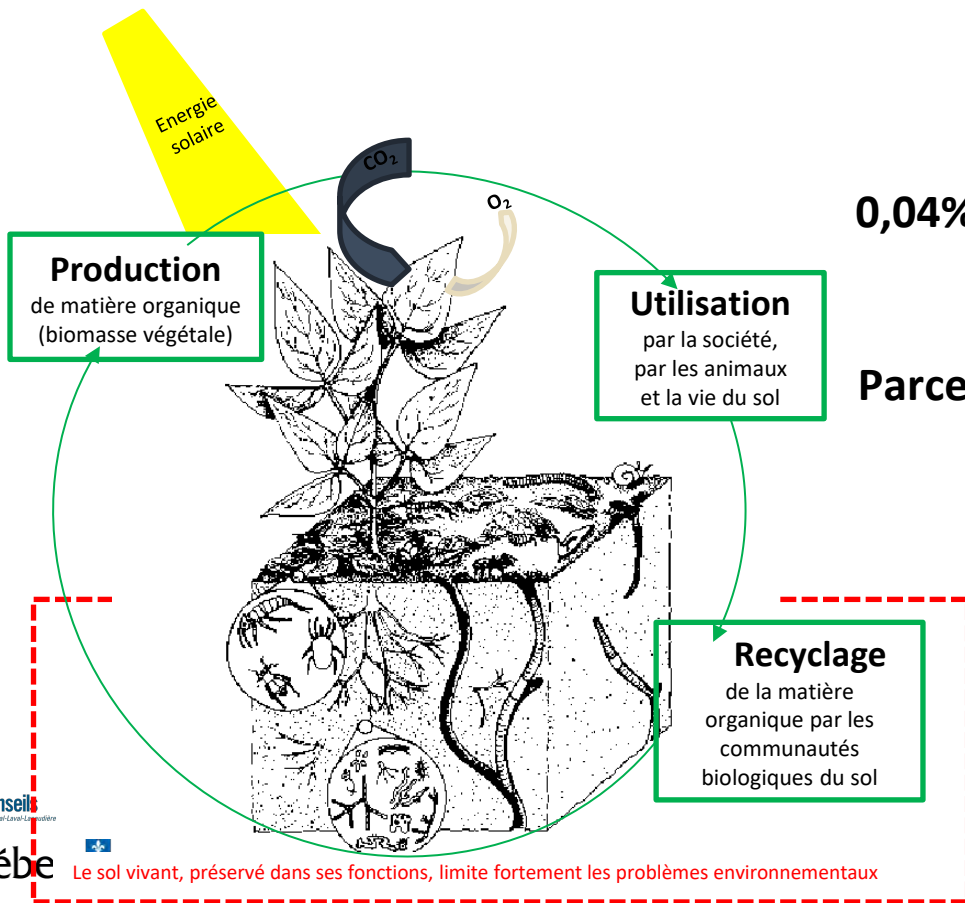 Energie
solaire
CO₂
O₂
0,04%
Production
de matière organique
(biomasse végétale)
Utilisation
par la société,
par les animaux
et la vie du sol
Parce
Recyclage
de la matière
organique par les
communautés
biologiques du sol
nseils
ébe
Le sol vivant, préservé dans ses fonctions, limite fortement les problèmes environnementaux